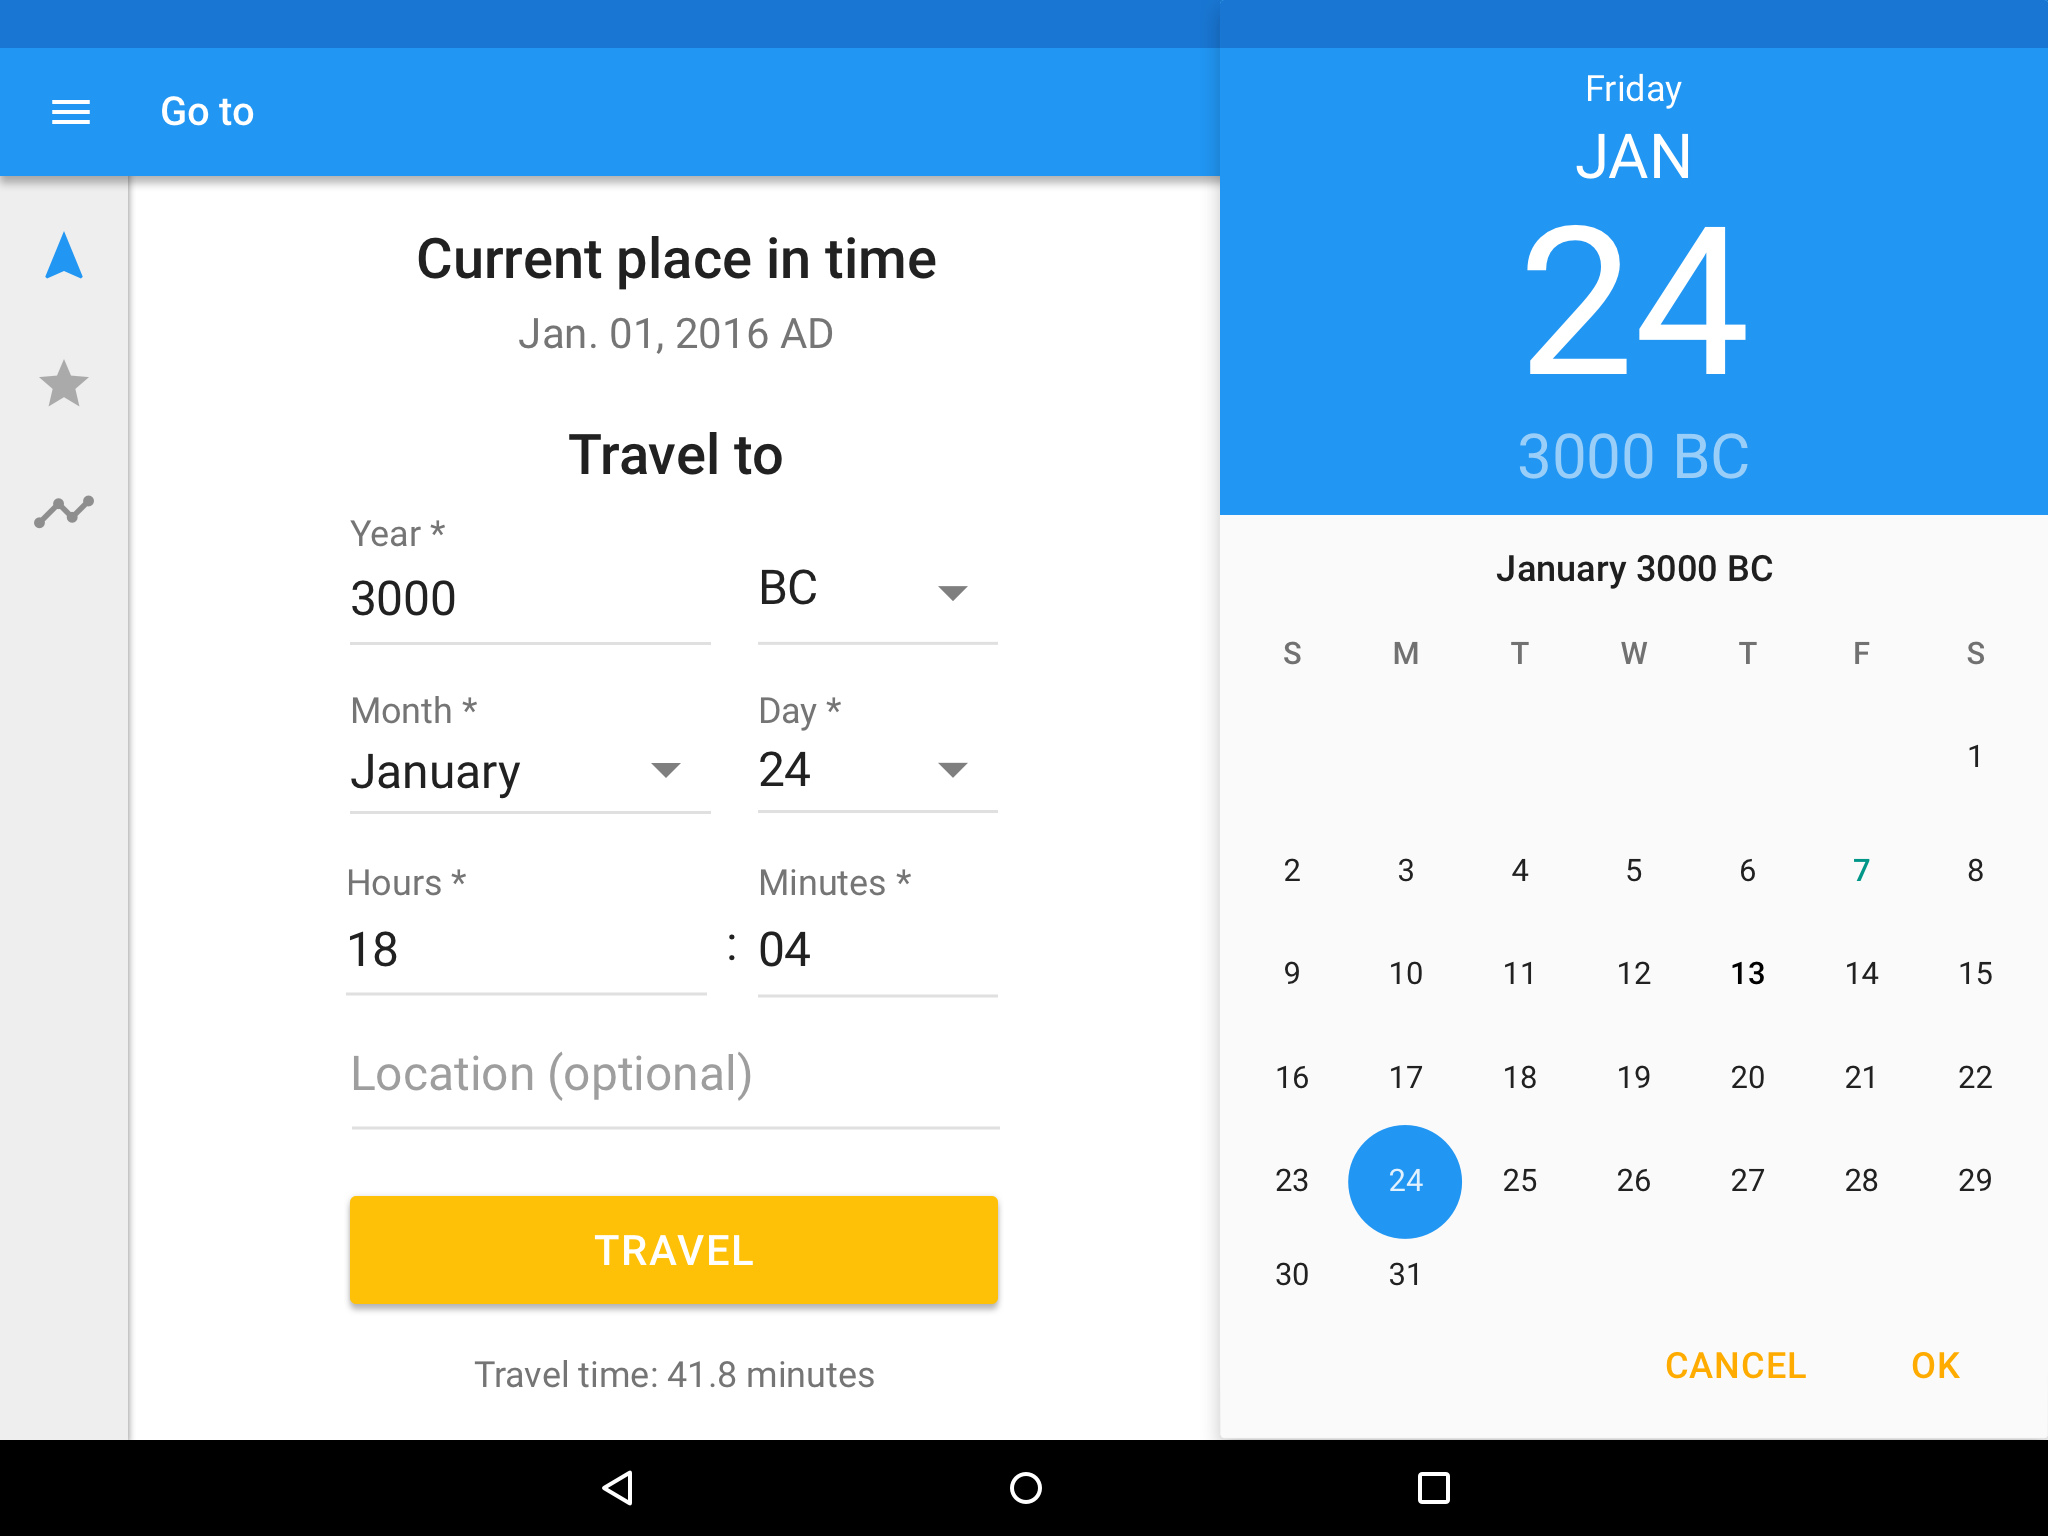 Go to
Current place in time
Jan. 01, 2016 AD
Travel to
Year *
3000
BC
Month *
January
Day *
24
Hours *
18
:
Minutes *
04
Location (optional)
TRAVEL
Travel time: 41.8 minutes
Friday
JAN
24
3000 BC
January 3000 BC
S M T W T F S
1
2 3 4 5 6 7 8
9 10 11 12 13 14 15
16 17 18 19 20 21 22
23 24 25 26 27 28 29
30 31
CANCEL OK